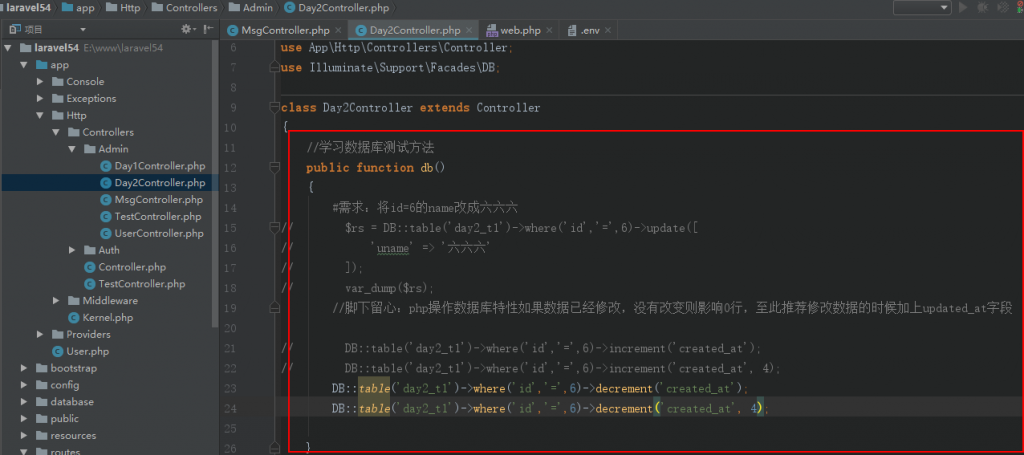 laravel54 app Http Controllers Admin Day2Controller.php
项目 MsgController.php Day2Controller.php web.php .env
laravel54 E:\www\laravel54
app
Console
Exceptions
Http
Controllers
Admin
Day1Controller.php
Day2Controller.php
MsgController.php
TestController.php
UserController.php
Auth
Controller.php
TestController.php
Middleware
Kernel.php
Providers
User.php
bootstrap
config
database
public
resources
routes
6 use App\Http\Controllers\Controller;
7 use Illuminate\Support\Facades\DB;
8
9 class Day2Controller extends Controller
10 {
11 //学习数据库测试方法
12 public function db()
13 {
14 #需求：将id=6的name改成六六六
15 // $rs = DB::table('day2_t1')->where('id','=',6)->update([
16 // 'uname' => '六六六'
17 // ]);
18 // var_dump($rs);
19 //脚下留心：php操作数据库特性如果数据已经修改，没有改变则影响0行，至此推荐修改数据的时候加上updated_at字段
20
21 // DB::table('day2_t1')->where('id','=',6)->increment('created_at');
22 // DB::table('day2_t1')->where('id','=',6)->increment('created_at', 4);
23 DB::table('day2_t1')->where('id','=',6)->decrement('created_at');
24 DB::table('day2_t1')->where('id','=',6)->decrement('created_at', 4);
25
26 }